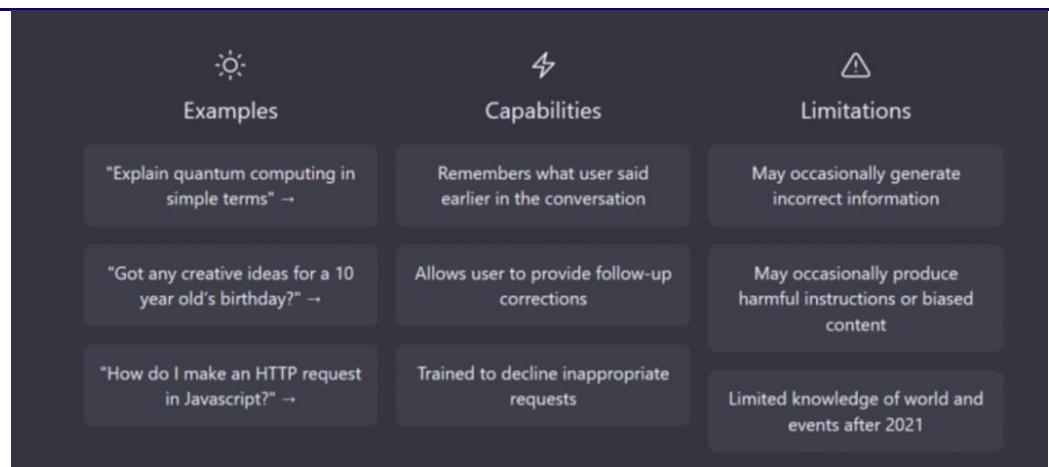 Examples
"Explain quantum computing in
simple terms" →
"Got any creative ideas for a 10
year old's birthday?" →
"How do I make an HTTP request
in Javascript?" →
Capabilities
Remembers what user said
earlier in the conversation
Allows user to provide follow-up
corrections
Trained to decline inappropriate
requests
Limitations
May occasionally generate
incorrect information
May occasionally produce
harmful instructions or biased
content
Limited knowledge of world and
events after 2021